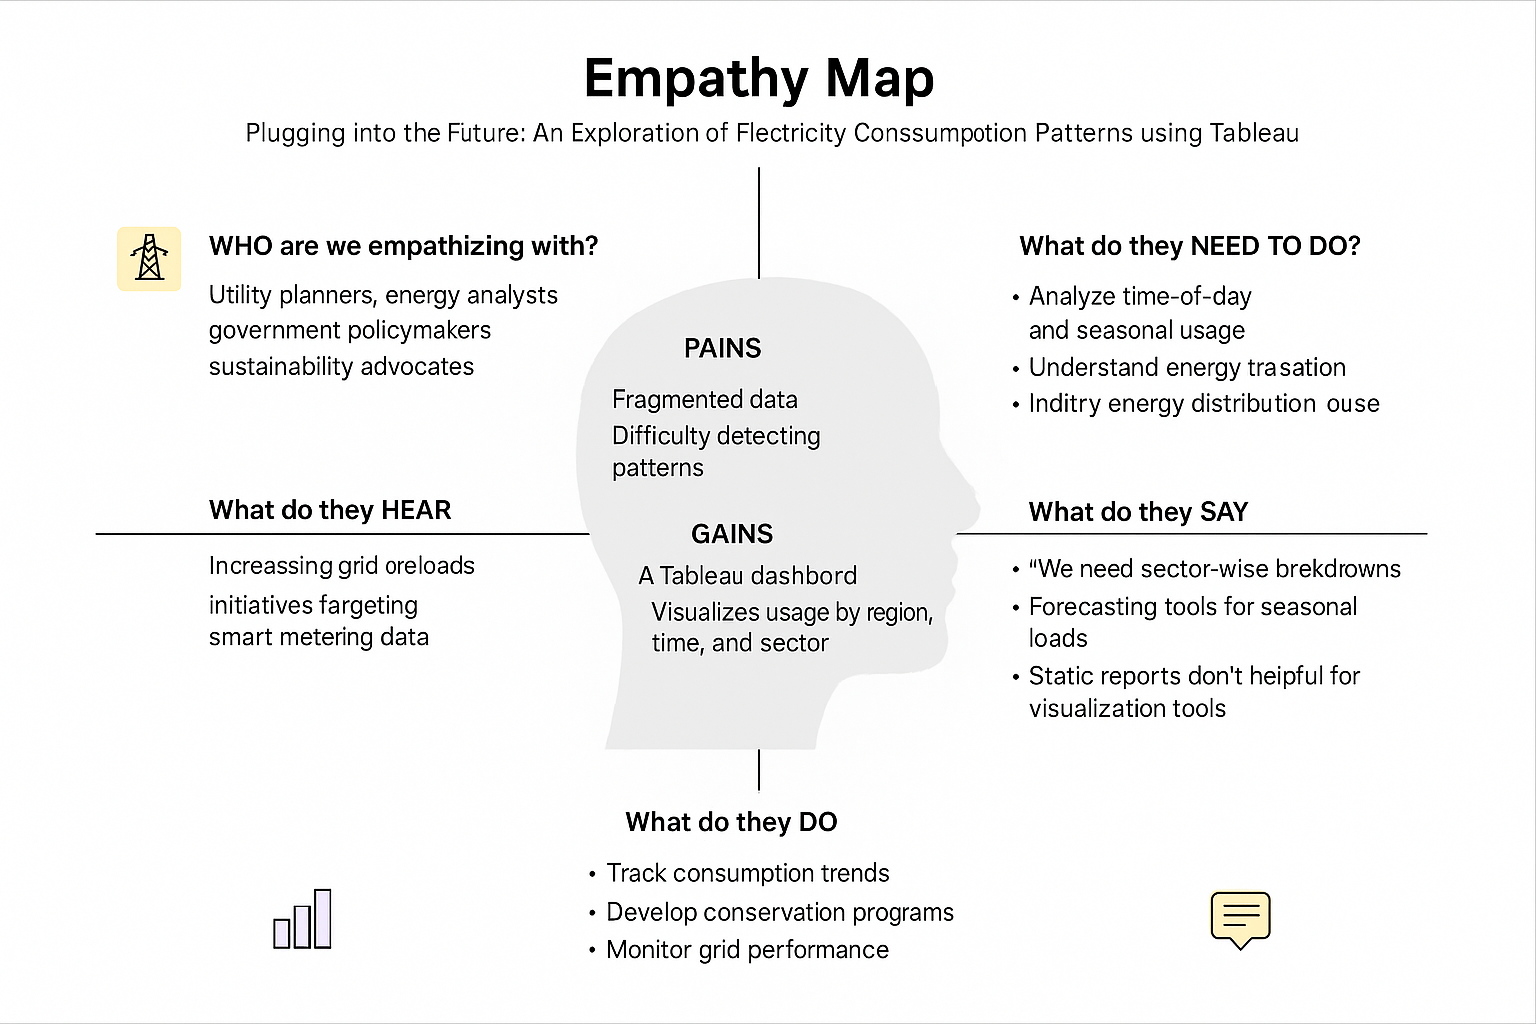 Empathy Map
Plugging into the Future: An Exploration of Flectricity Conssumpotion Patterns using Tableau
WHO are we empathizing with?
Utility planners, energy analysts
government policymakers
sustainability advocates
What do they NEED TO DO?
• Analyze time-of-day
and seasonal usage
• Understand energy trasation
• Inditry energy distribution ouse
PAINS
Fragmented data
Difficulty detecting
patterns
GAINS
A Tableau dashbord
Visualizes usage by region,
time, and sector
What do they HEAR
Increassing grid oreloads
initiatives fargeting
smart metering data
What do they SAY
• “We need sector-wise brekdrowns
• Forecasting tools for seasonal
loads
• Static reports don't heipful for
visualization tools
What do they DO
• Track consumption trends
• Develop conservation programs
• Monitor grid performance